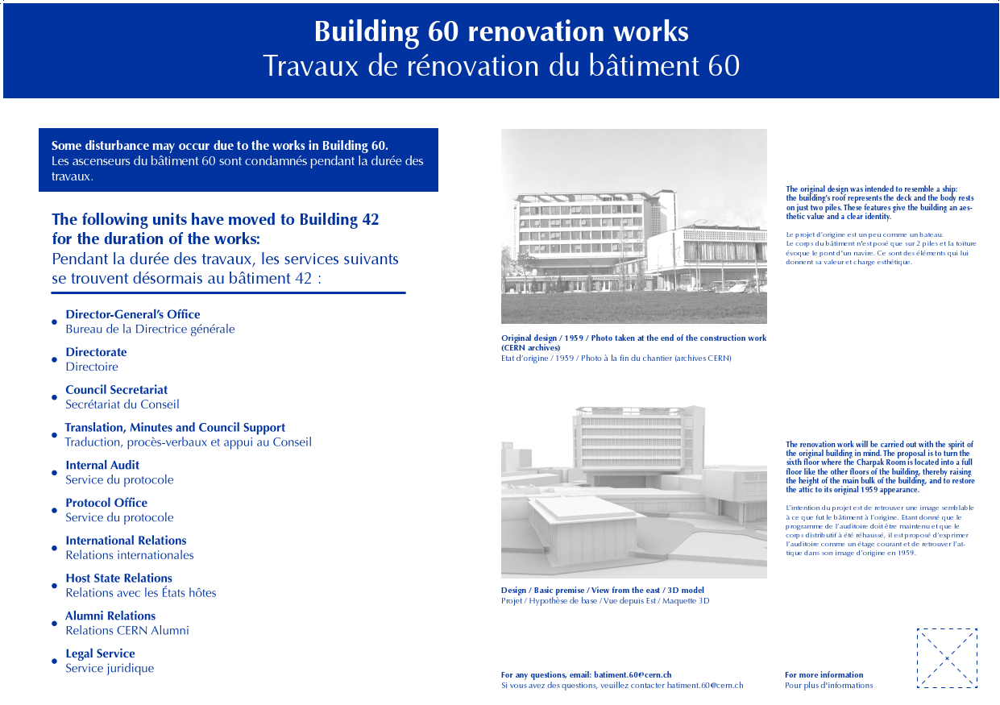 Building 60 renovation works
Travaux de rénovation du bâtiment 60
Some disturbance may occur due to the works in Building 60.
Les ascenseurs du bâtiment 60 sont condamnés pendant la durée des
travaux.
The following units have moved to Building 42
for the duration of the works:
Pendant la durée des travaux, les services suivants
se trouvent désormais au bâtiment 42 :
• Director-General's Office
Bureau de la Directrice générale
• Directorate
Directoire
• Council Secretariat
Secrétariat du Conseil
• Translation, Minutes and Council Support
Traduction, procès-verbaux et appui au Conseil
• Internal Audit
Service du protocole
• Protocol Office
Service du protocole
• International Relations
Relations internationales
• Host State Relations
Relations avec les États hôtes
• Alumni Relations
Relations CERN Alumni
• Legal Service
Service juridique
Original design / 1959 / Photo taken at the end of the construction work
(CERN archives)
Etat d'origine / 1959 / Photo à la fin du chantier (archives CERN)
The original design was intended to resemble a ship:
the building's roof represents the deck and the body rests
on just two piles. These features give the building an aes-
thetic value and a clear identity.
Le projet d'origine est un peu comme un bateau.
Le corps du bâtiment n'est posé que sur 2 piles et la toiture
évoque le pont d'un navire. Ce sont des éléments qui lui
donnent sa valeur et charge esthétique.
Design / Basic premise / View from the east / 3D model
Projet / Hypothèse de base / Vue depuis Est / Maquette 3D
The renovation work will be carried out with the spirit of
the original building in mind. The proposal is to turn the
sixth floor where the Charpak Room is located into a full
floor like the other floors of the building, thereby raising
the height of the main bulk of the building, and to restore
the attic to its original 1959 appearance.
L'intention du projet est de retrouver une image semblable
à ce que fut le bâtiment à l'origine. Etant donné que le
programme de l'auditoire doit être maintenu et que le
corps distributif à été réhaussé, il est proposé d'exprimer
l'auditoire comme un étage courant et de retrouver l'at-
tique dans son image d'origine en 1959.
For any questions, email: batiment.60@cern.ch
Si vous avez des questions, veuillez contacter batiment.60@cern.ch
For more information
Pour plus d'informations